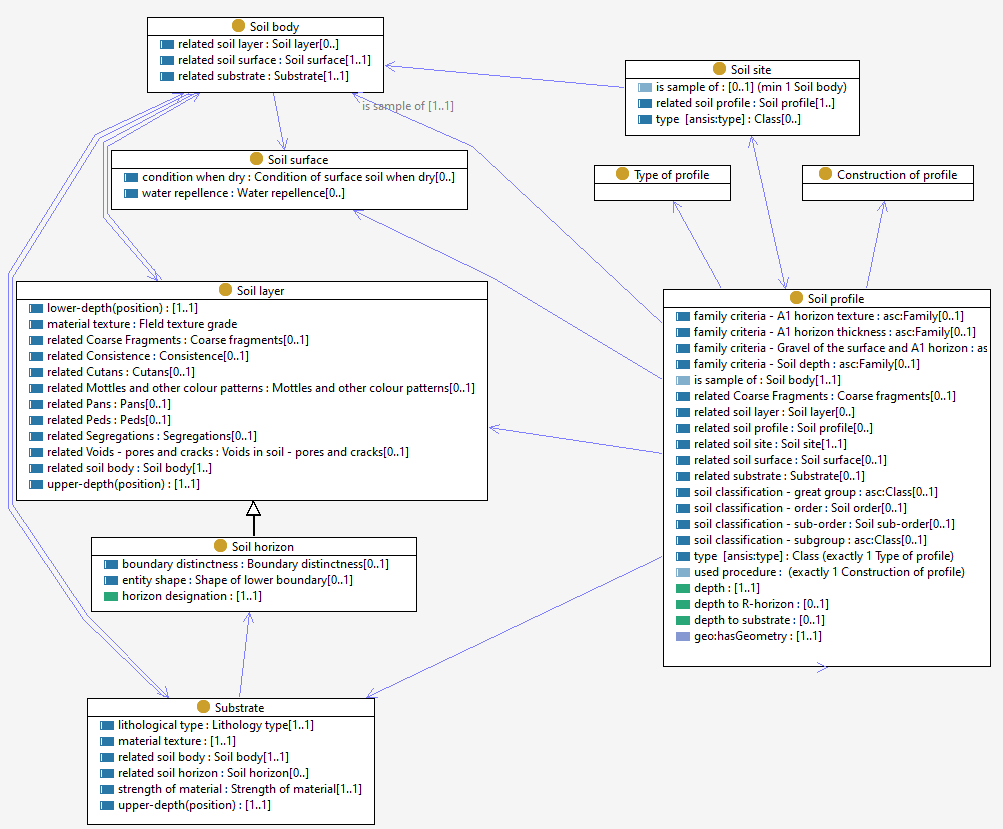 Soil body
related soil layer : Soil layer[0..]
related soil surface : Soil surface[1..1]
related substrate : Substrate[1..1]
Soil site
is sample of : [0..1] (min 1 Soil body)
related soil profile : Soil profile[1..]
type [ansis:type] : Class[0..]
is sample of [1..1]
Soil surface
condition when dry : Condition of surface soil when dry[0..]
water repellence : Water repellence[0..]
Type of profile
Construction of profile
Soil layer
lower-depth(position) : [1..1]
material texture : FIeld texture grade
related Coarse Fragments : Coarse fragments[0..1]
related Consistence : Consistence[0..1]
related Cutans : Cutans[0..1]
related Mottles and other colour patterns : Mottles and other colour patterns[0..1]
related Pans : Pans[0..1]
related Peds : Peds[0..1]
related Segregations : Segregations[0..1]
related Voids - pores and cracks : Voids in soil - pores and cracks[0..1]
related soil body : Soil body[1..]
upper-depth(position) : [1..1]
Soil profile
family criteria - A1 horizon texture : asc:Family[0..1]
family criteria - A1 horizon thickness : asc:Family[0..1]
family criteria - Gravel of the surface and A1 horizon : as
family criteria - Soil depth : asc:Family[0..1]
is sample of : Soil body[1..1]
related Coarse Fragments : Coarse fragments[0..1]
related soil layer : Soil layer[0..]
related soil profile : Soil profile[0..]
related soil site : Soil site[1..1]
related soil surface : Soil surface[0..1]
related substrate : Substrate[0..1]
soil classification - great group : asc:Class[0..1]
soil classification - order : Soil order[0..1]
soil classification - sub-order : Soil sub-order[0..1]
soil classification - subgroup : asc:Class[0..1]
type [ansis:type] : Class (exactly 1 Type of profile)
used procedure : (exactly 1 Construction of profile)
depth : [1..1]
depth to R-horizon : [0..1]
depth to substrate : [0..1]
geo:hasGeometry : [1..1]
Soil horizon
boundary distinctness : Boundary distinctness[0..1]
entity shape : Shape of lower boundary[0..1]
horizon designation : [1..1]
Substrate
lithological type : Lithology type[1..1]
material texture : [1..1]
related soil body : Soil body[1..1]
related soil horizon : Soil horizon[0..]
strength of material : Strength of material[1..1]
upper-depth(position) : [1..1]